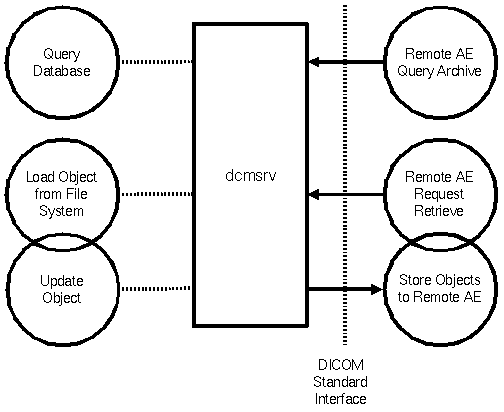 Query
Database
Remote AE
Query Archive
Load Object
from File
System
dcmsrv
Remote AE
Request
Retrieve
Update
Object
Store Objects
to Remote AE
DICOM
Standard
Interface